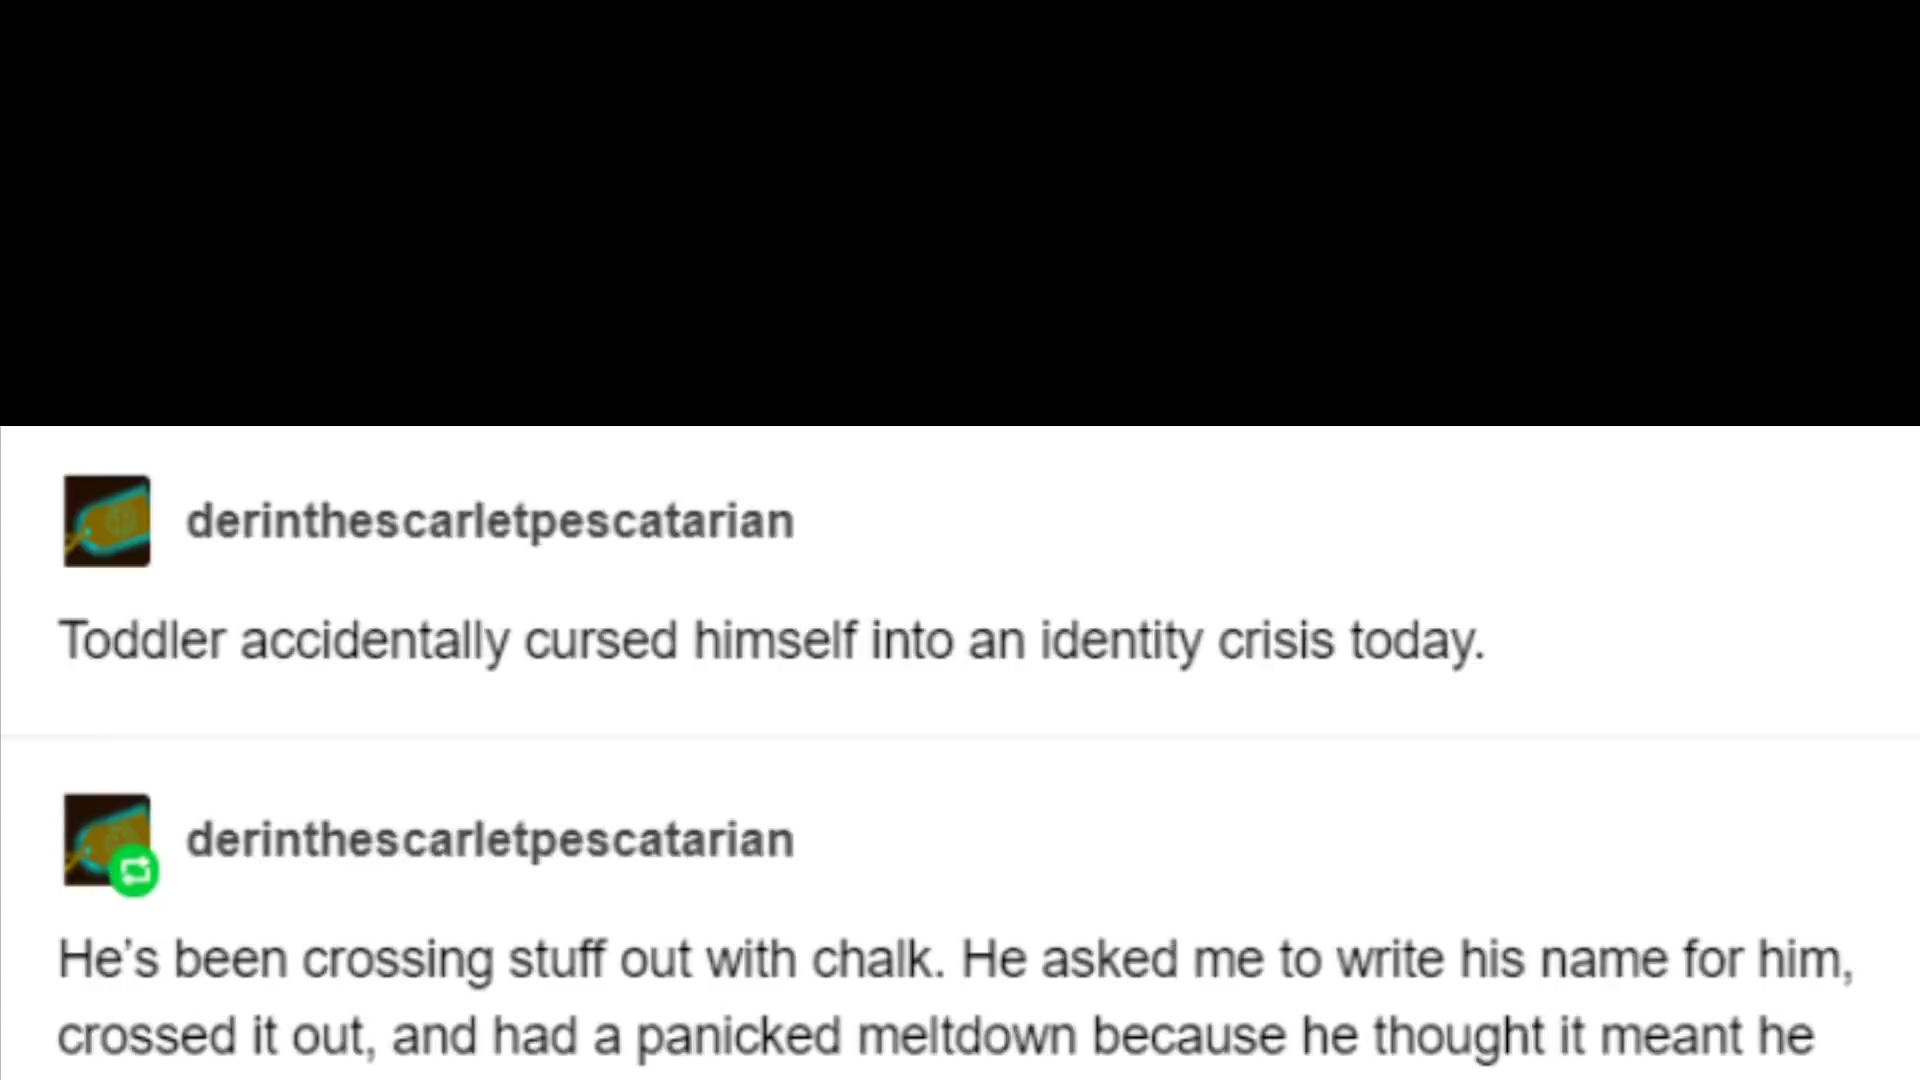 derinthescarletpescatarian
Toddler accidentally cursed himself into an identity crisis today.
derinthescarletpescatarian
He's been crossing stuff out with chalk. He asked me to write his name for him,
crossed it out, and had a panicked meltdown because he thought it meant he